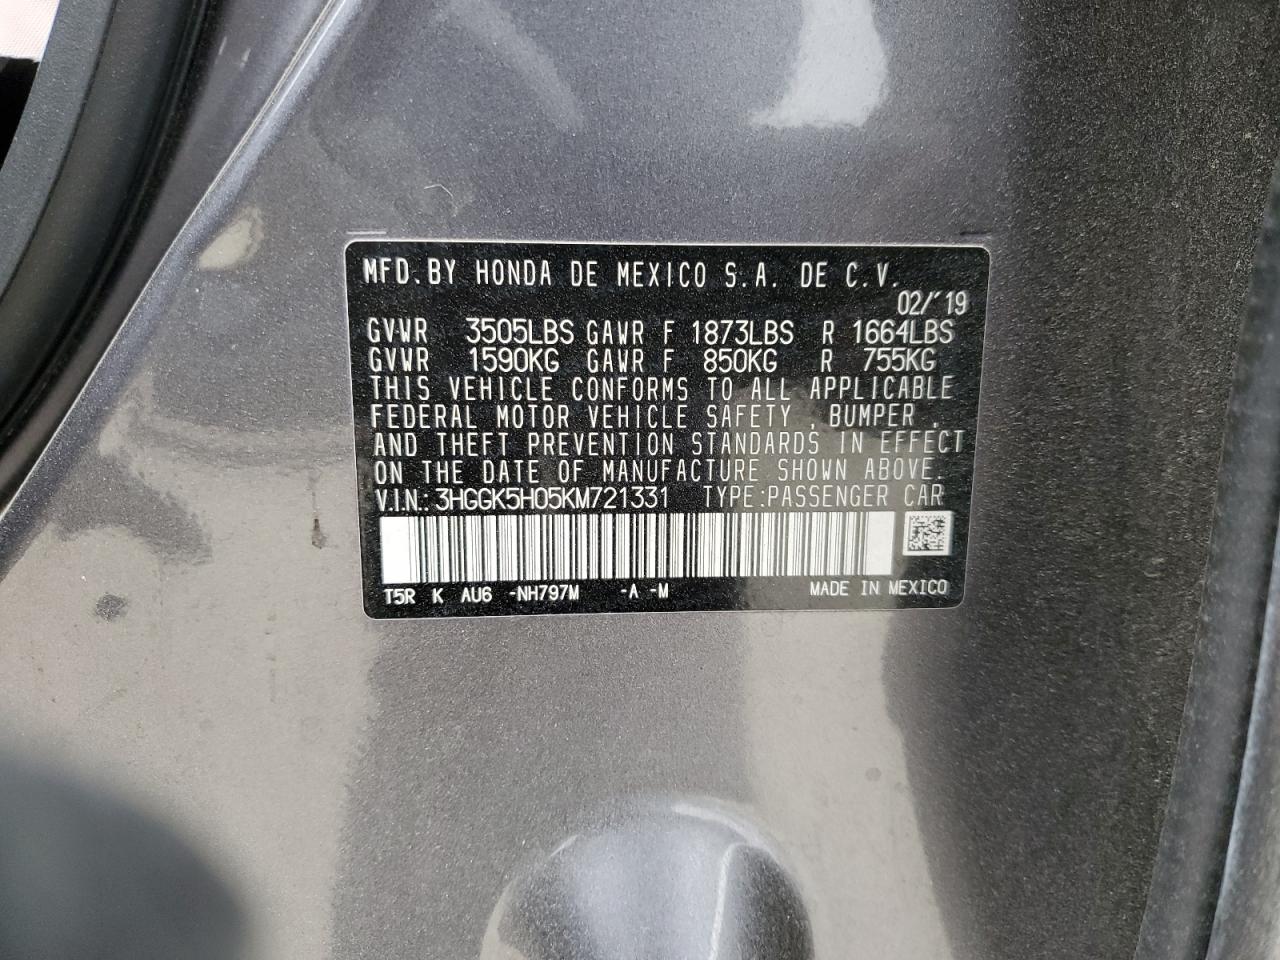 MFD. BY HONDA DE MEXICO S.A. DE C.V.
02/'19
GVWR 3505LBS GAWR F 1873LBS R 1664LBS
GVWR 1590KG GAWR F 850KG R 755KG
THIS VEHICLE CONFORMS TO ALL APPLICABLE
FEDERAL MOTOR VEHICLE SAFETY, BUMPER,
AND THEFT PREVENTION STANDARDS IN EFFECT
ON THE DATE OF MANUFACTURE SHOWN ABOVE.
V.I.N.: 3HGGK5H05KM721331 TYPE:PASSENGER CAR
T5R K AU6 -NH797M -A -M MADE IN MEXICO